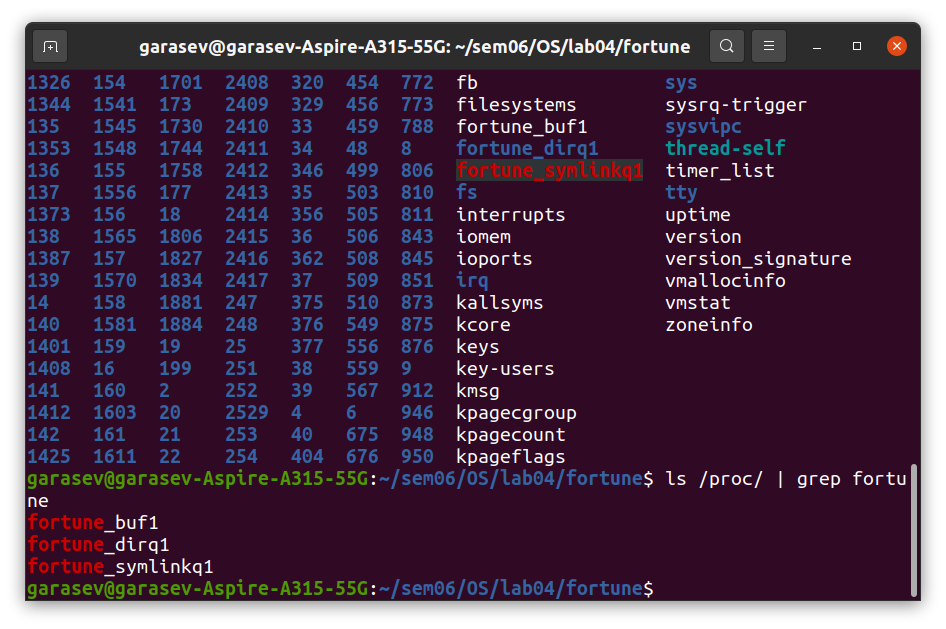 garasev@garasev-Aspire-A315-55G: ~/sem06/OS/lab04/fortune
1326 154 1701 2408 320 454 772 fb sys
1344 1541 173 2409 329 456 773 filesystems sysrq-trigger
135 1545 1730 2410 33 459 788 fortune_buf1 sysvipc
1353 1548 1744 2411 34 48 8 fortune_dirq1 thread-self
136 155 1758 2412 346 499 806 fortune_symlinkq1 timer_list
137 1556 177 2413 35 503 810 fs tty
1373 156 18 2414 356 505 811 interrupts uptime
138 1565 1806 2415 36 506 843 iomem version
1387 157 1827 2416 362 508 845 ioports version_signature
139 1570 1834 2417 37 509 851 irq vmallocinfo
14 158 1881 247 375 510 873 kallsyms vmstat
140 1581 1884 248 376 549 875 kcore zoneinfo
1401 159 19 25 377 556 876 keys
1408 16 199 251 38 559 9 key-users
141 160 2 252 39 567 912 kmsg
1412 1603 20 2529 4 6 946 kpagecgroup
142 161 21 253 40 675 948 kpagecount
1425 1611 22 254 404 676 950 kpageflags
garasev@garasev-Aspire-A315-55G:~/sem06/OS/lab04/fortune$ ls /proc/ | grep fortu
ne
fortune_buf1
fortune_dirq1
fortune_symlinkq1
garasev@garasev-Aspire-A315-55G:~/sem06/OS/lab04/fortune$